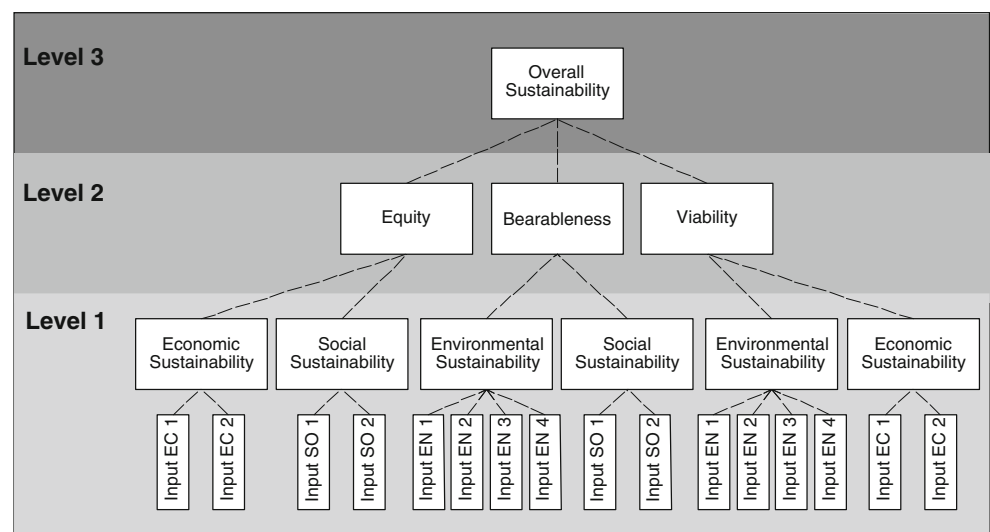 Level 3
Overall
Sustainability
Level 2
Equity
Bearableness
Viability
Level 1
Economic
Sustainability
Social
Sustainability
Environmental
Sustainability
Social
Sustainability
Environmental
Sustainability
Economic
Sustainability
Input EC 1
Input EC 2
Input SO 1
Input SO 2
Input EN 1
Input EN 2
Input EN 3
Input EN 4
Input SO 1
Input SO 2
Input EN 1
Input EN 2
Input EN 3
Input EN 4
Input EC 1
Input EC 2